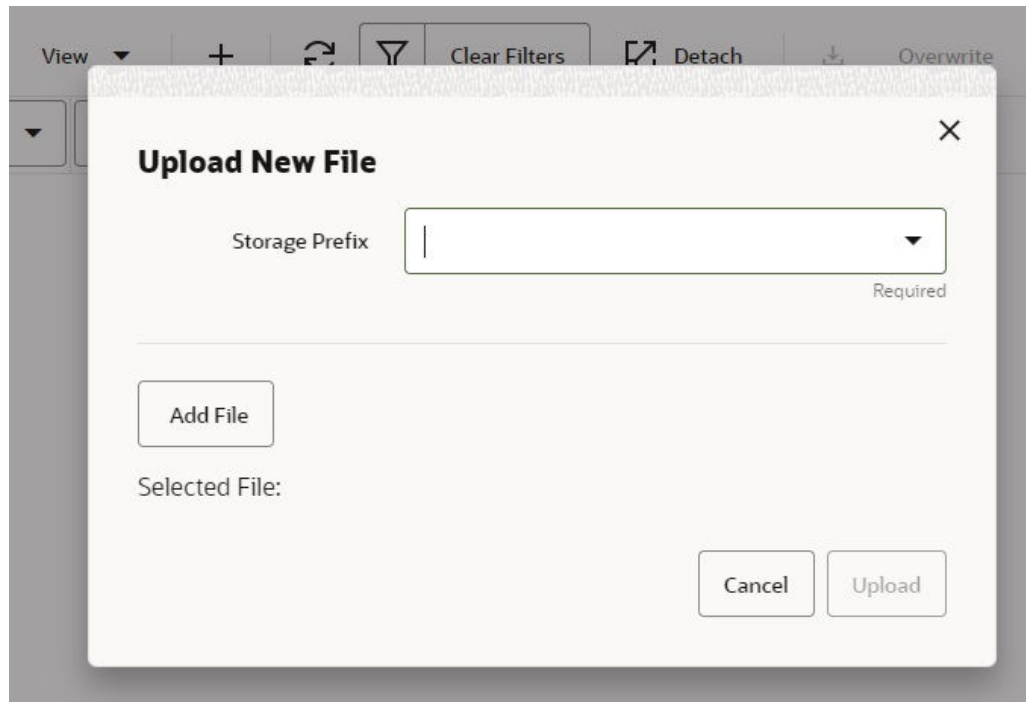 View Clear Filters Detach Overwrite
Upload New File
Storage Prefix
Required
Add File
Selected File:
Cancel Upload